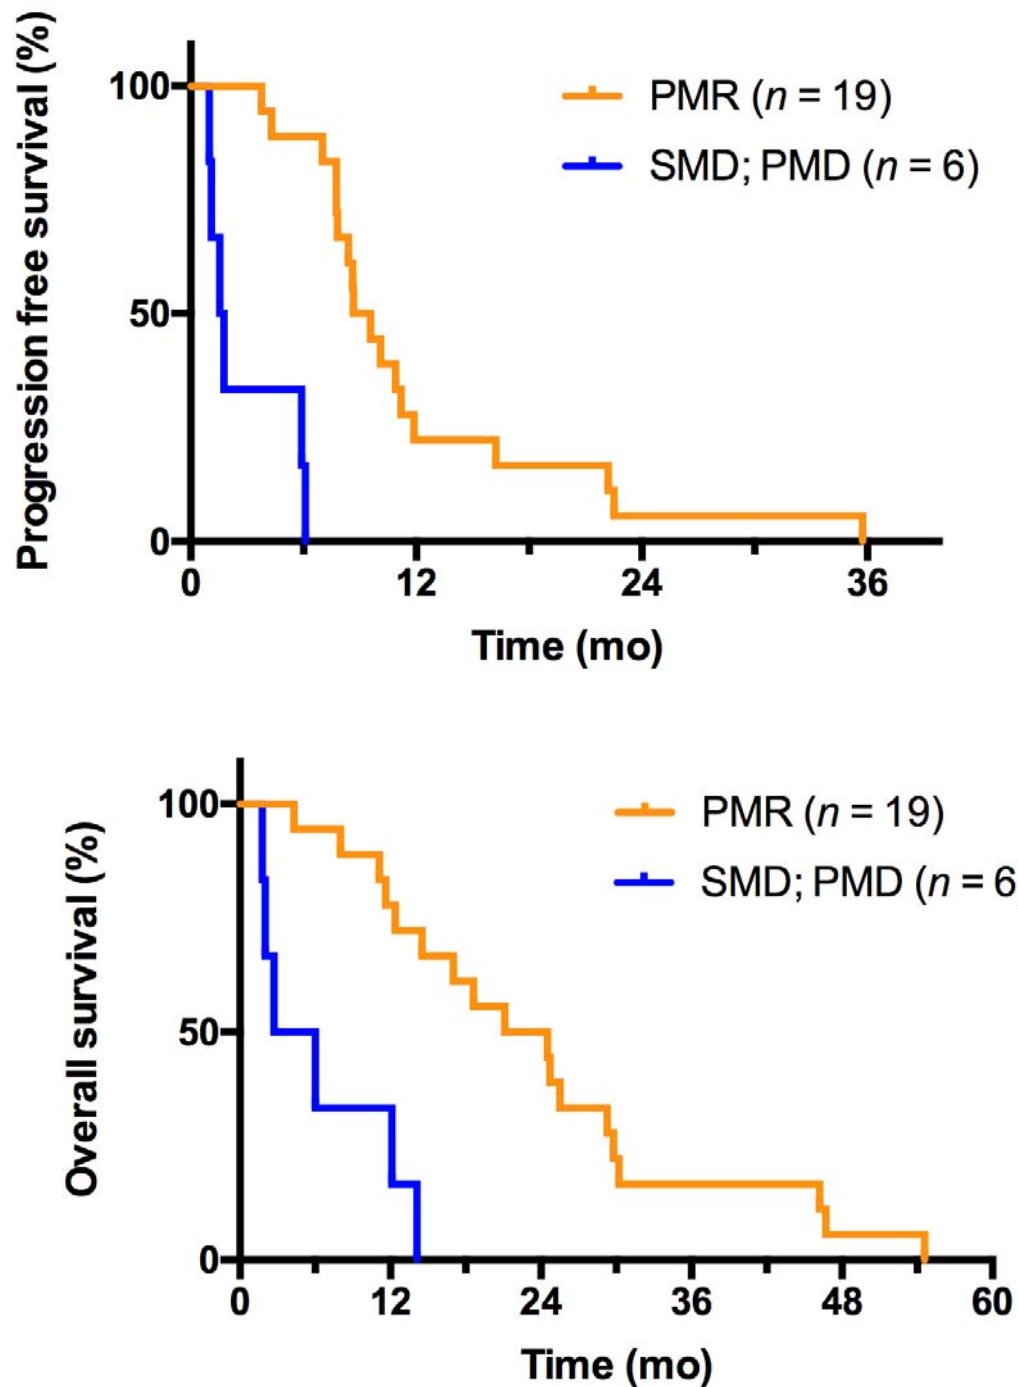 Progression free survival (%)
100
50
0
PMR (n = 19)
SMD; PMD (n = 6)
0 12 24 36
Time (mo)
Overall survival (%)
100
50
0
PMR (n = 19)
SMD; PMD (n = 6
0 12 24 36 48 60
Time (mo)